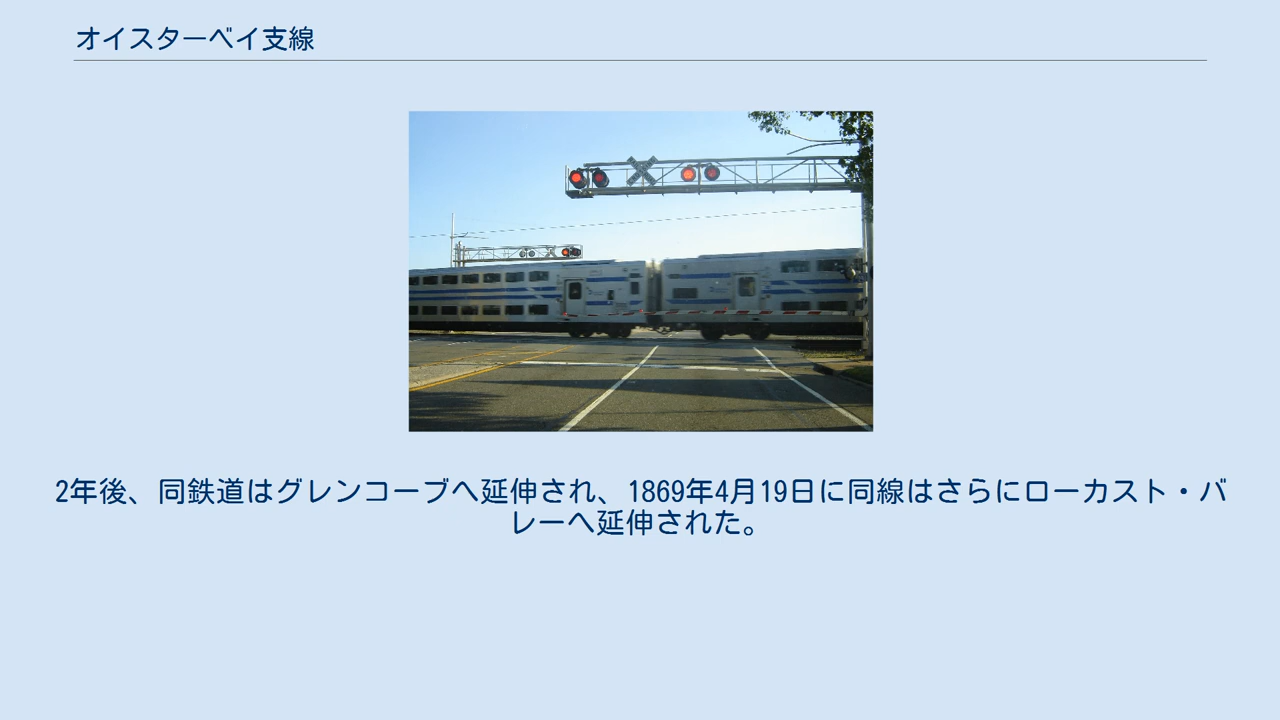 オイスターベイ支線
2年後、同鉄道はグレンコーブへ延伸され、1869年4月19日に同線はさらにローカスト・バ
レーへ延伸された。